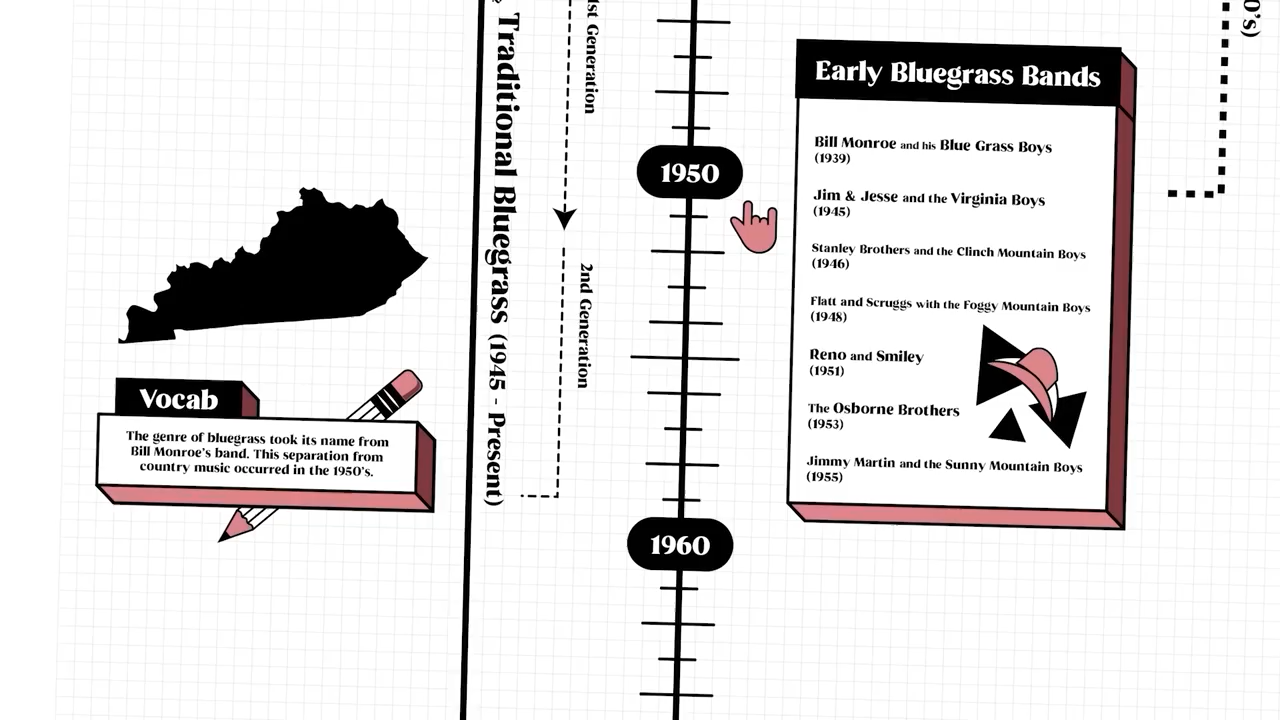 1st Generation
Traditional Bluegrass (1945 - Present)
2nd Generation
1950
1960
Vocab
The genre of bluegrass took its name from
Bill Monroe's band. This separation from
country music occurred in the 1950's.
Early Bluegrass Bands
Bill Monroe and his Blue Grass Boys
(1939)
Jim & Jesse and the Virginia Boys
(1945)
Stanley Brothers and the Clinch Mountain Boys
(1946)
Flatt and Scruggs with the Foggy Mountain Boys
(1948)
Reno and Smiley
(1951)
The Osborne Brothers
(1953)
Jimmy Martin and the Sunny Mountain Boys
(1955)
0's)